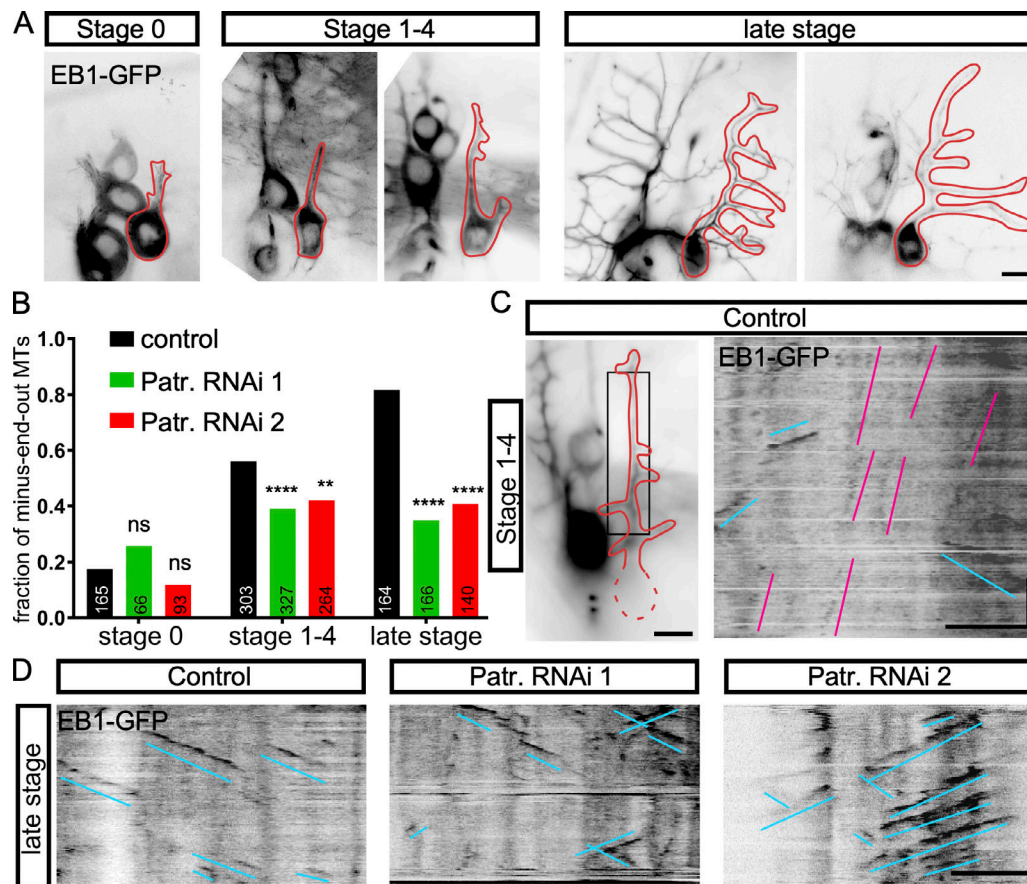 A
Stage 0
Stage 1-4
late stage
EB1-GFP
B
fraction of minus-end-out MTs
1.0
0.8
0.6
0.4
0.2
0.0
control
Patr. RNAi 1
Patr. RNAi 2
ns
ns
**** **
**** ****
165 66 93
303 327 264
164 166 140
stage 0 stage 1-4 late stage
C
Control
Stage 1-4
EB1-GFP
D
Control
Patr. RNAi 1
Patr. RNAi 2
late stage
EB1-GFP